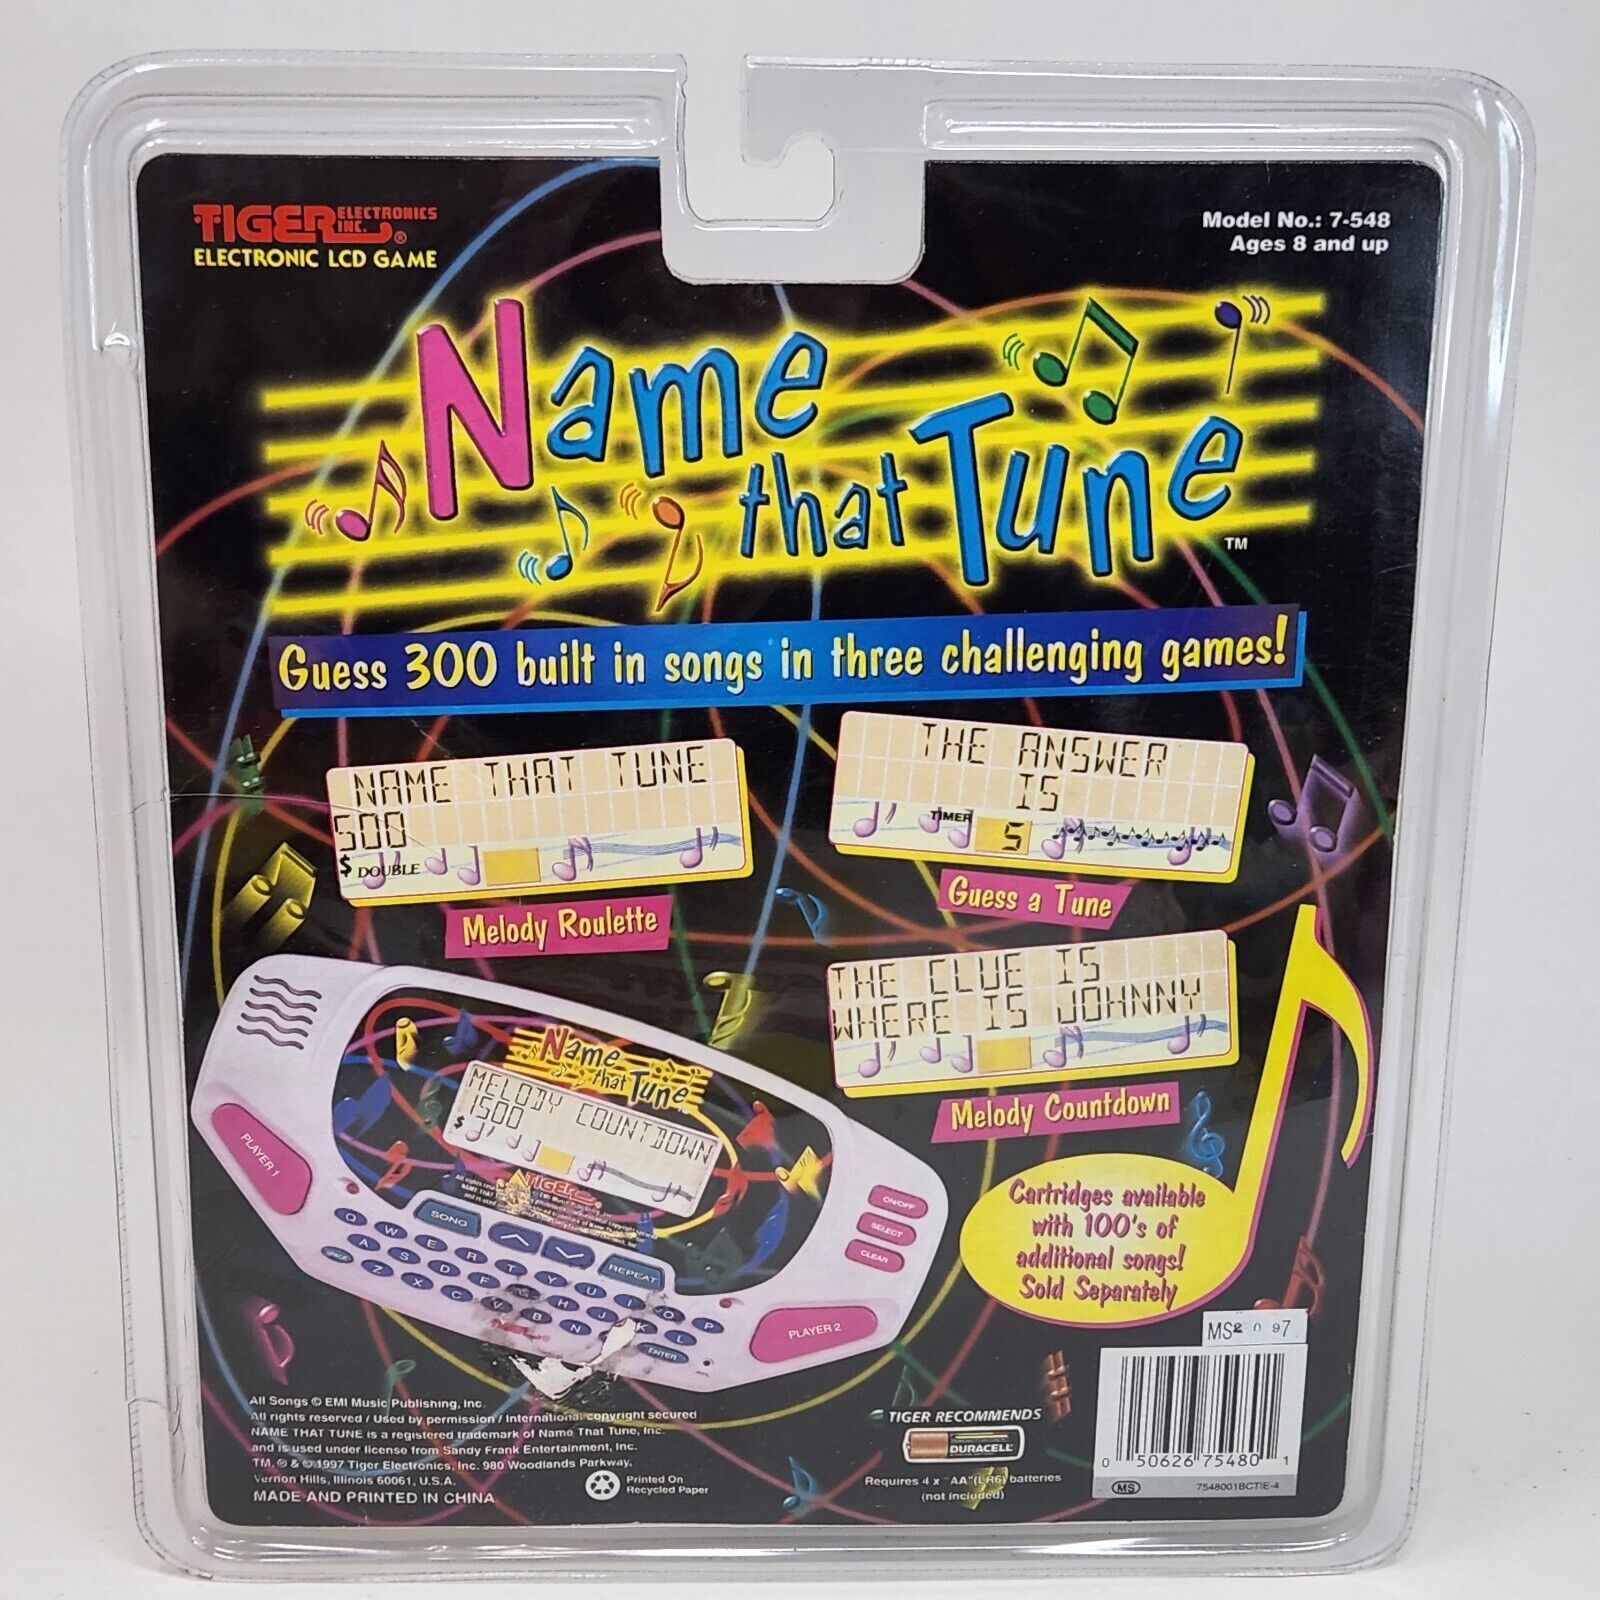 TIGER ELECTRONICS INC. ®
ELECTRONIC LCD GAME
Model No.: 7-548
Ages 8 and up
Name that Tune ™
Guess 300 built in songs in three challenging games!
NAME THAT TUNE
500
$ DOUBLE
Melody Roulette
THE ANSWER
IS
TIMER 5
Guess a Tune
THE CLUE IS
WHERE IS JOHNNY
Melody Countdown
Name that Tune
MELODY COUNTDOWN
1500
$
TIGER
PLAYER 1
SONG
REPEAT
Q W E R T Y U I O P
A S D F G H J K L
SPACE Z X C V B N ENTER
ON/OFF
SELECT
CLEAR
PLAYER 2
Cartridges available
with 100's of
additional songs!
Sold Separately
MS2 0 97
All Songs © EMI Music Publishing, Inc.
All rights reserved / Used by permission / International copyright secured
NAME THAT TUNE is a registered trademark of Name That Tune, Inc.
and is used under license from Sandy Frank Entertainment, Inc.
TM, ® & © 1997 Tiger Electronics, Inc. 980 Woodlands Parkway,
Vernon Hills, Illinois 60061, U.S.A.
MADE AND PRINTED IN CHINA
Printed On
Recycled Paper
TIGER RECOMMENDS
DURACELL
Requires 4 x "AA"(LR6) batteries
(not included)
0 50626 75480 1
MS 7548001BCTIE-4